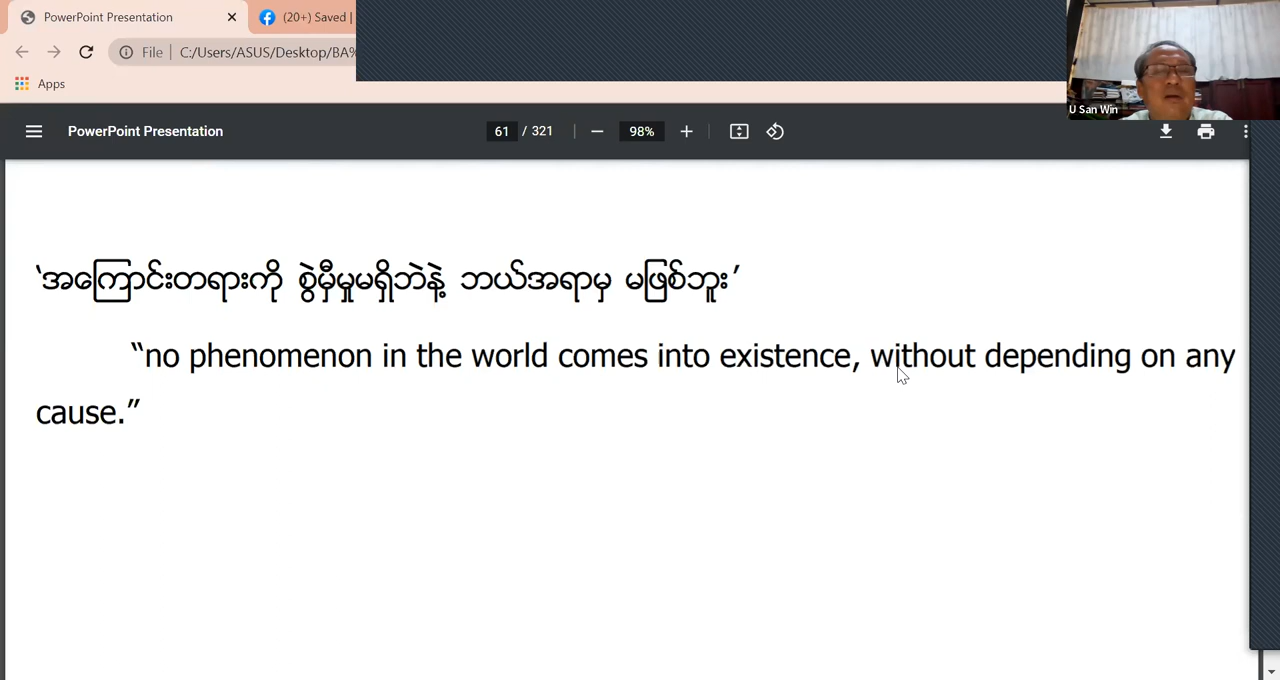 PowerPoint Presentation
(20+) Saved |
File | C:/Users/ASUS/Desktop/BA%
Apps
U San Win
PowerPoint Presentation
61 / 321
98%
‘အကြောင်းတရားကို စွဲမှီမှုမရှိဘဲနဲ့ ဘယ်အရာမှ မဖြစ်ဘူး’
“no phenomenon in the world comes into existence, without depending on any
cause.”